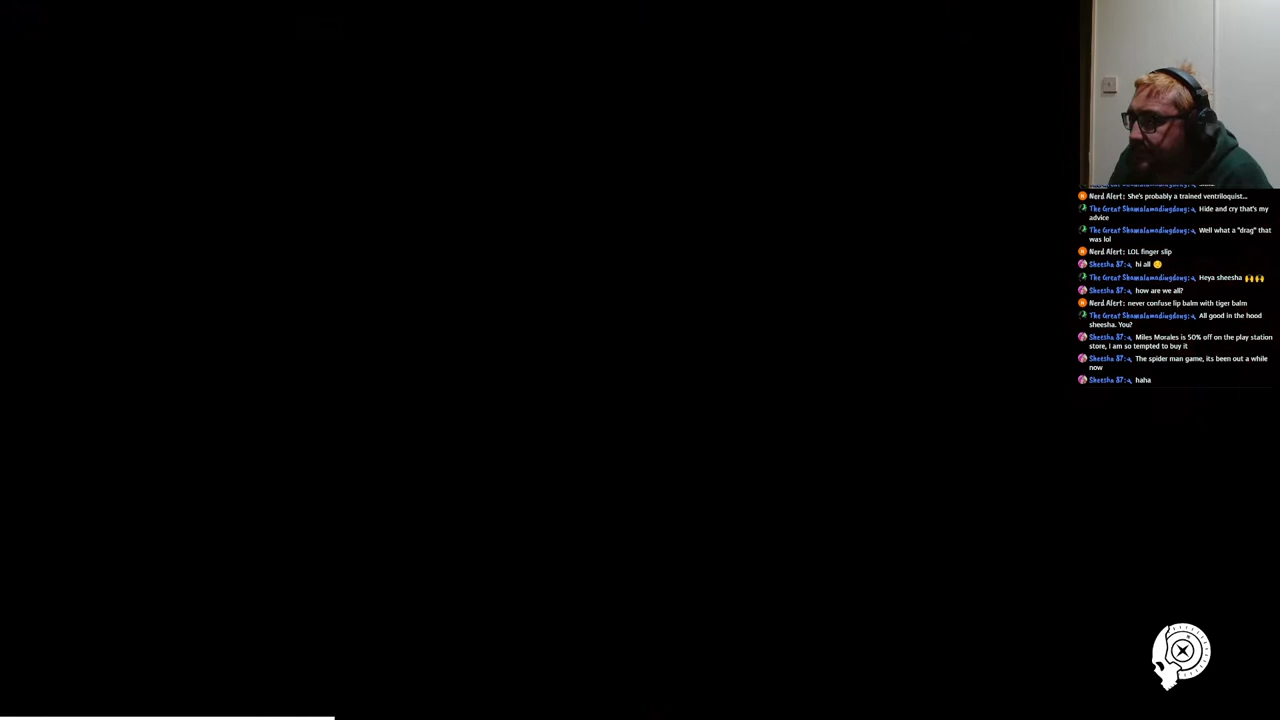 Nerd Alert: She's probably a trained ventriloquist...
The Great Shamalamadingdong: Hide and cry that's my
advice
The Great Shamalamadingdong: Well what a "drag" that
was lol
Nerd Alert: LOL finger slip
Sheesha 87: hi all ☺️
The Great Shamalamadingdong: Heya sheesha 🙌🙌
Sheesha 87: how are we all?
Nerd Alert: never confuse lip balm with tiger balm
The Great Shamalamadingdong: All good in the hood
sheesha. You?
Sheesha 87: Miles Morales is 50% off on the play station
store, I am so tempted to buy it
Sheesha 87: The spider man game, its been out a while
now
Sheesha 87: haha